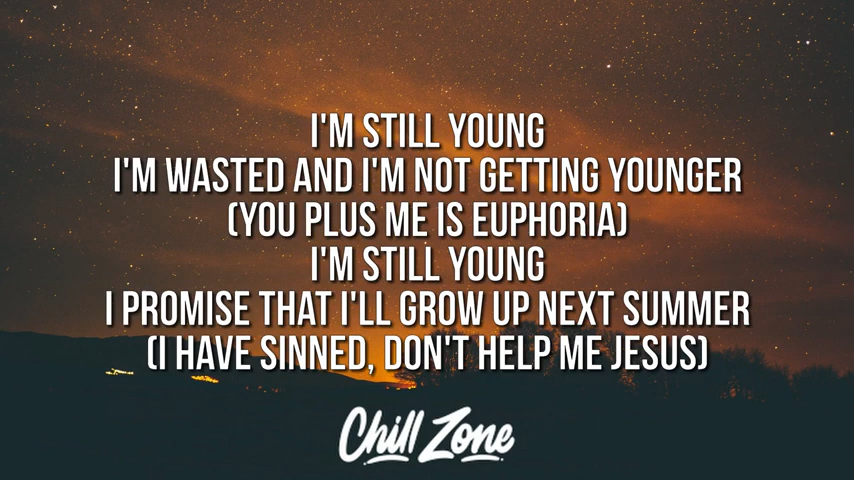 I'M STILL YOUNG
I'M WASTED AND I'M NOT GETTING YOUNGER
(YOU PLUS ME IS EUPHORIA)
I'M STILL YOUNG
I PROMISE THAT I'LL GROW UP NEXT SUMMER
(I HAVE SINNED, DON'T HELP ME JESUS)
Chill Zone